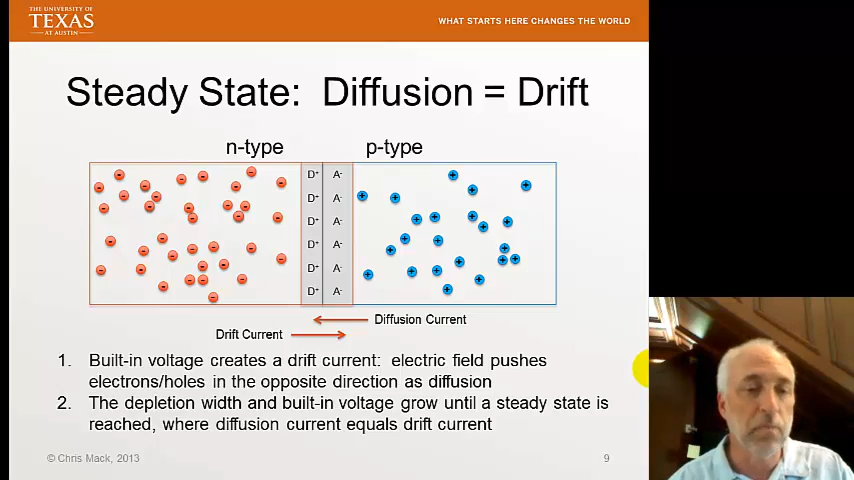 THE UNIVERSITY OF
TEXAS
AT AUSTIN
WHAT STARTS HERE CHANGES THE WORLD
Steady State: Diffusion = Drift
n-type p-type
D+ A-
D+ A-
D+ A-
D+ A-
D+ A-
D+ A-
Diffusion Current
Drift Current
1. Built-in voltage creates a drift current: electric field pushes
electrons/holes in the opposite direction as diffusion
2. The depletion width and built-in voltage grow until a steady state is
reached, where diffusion current equals drift current
© Chris Mack, 2013 9